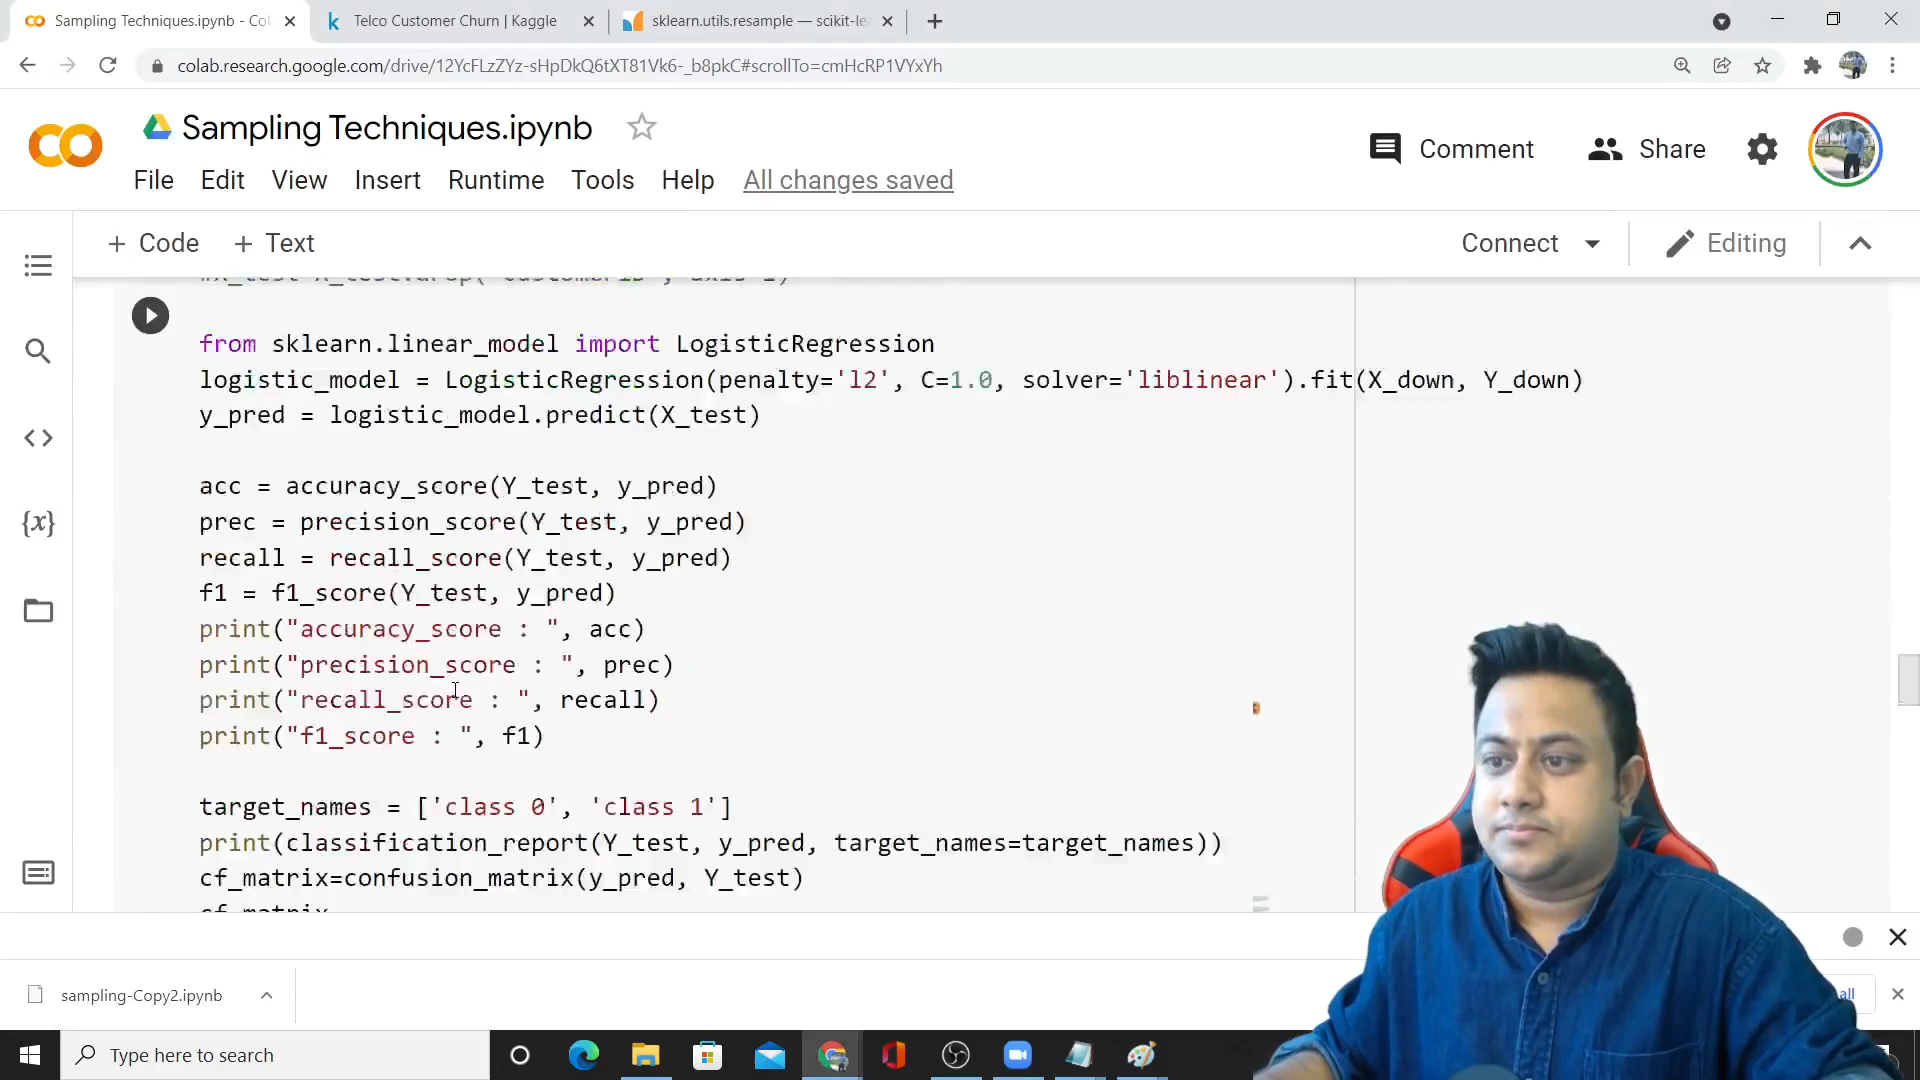 Sampling Techniques.ipynb - Col
Telco Customer Churn | Kaggle
sklearn.utils.resample — scikit-lea
colab.research.google.com/drive/12YcFLzZYz-sHpDkQ6tXT81Vk6-_b8pkC#scrollTo=cmHcRP1VYxYh
Sampling Techniques.ipynb
Comment
Share
File Edit View Insert Runtime Tools Help All changes saved
+ Code + Text
Connect
Editing
from sklearn.linear_model import LogisticRegression
logistic_model = LogisticRegression(penalty='l2', C=1.0, solver='liblinear').fit(X_down, Y_down)
y_pred = logistic_model.predict(X_test)
acc = accuracy_score(Y_test, y_pred)
prec = precision_score(Y_test, y_pred)
recall = recall_score(Y_test, y_pred)
f1 = f1_score(Y_test, y_pred)
print("accuracy_score : ", acc)
print("precision_score : ", prec)
print("recall_score : ", recall)
print("f1_score : ", f1)
target_names = ['class 0', 'class 1']
print(classification_report(Y_test, y_pred, target_names=target_names))
cf_matrix=confusion_matrix(y_pred, Y_test)
cf_matrix
{x}
sampling-Copy2.ipynb
all
Type here to search